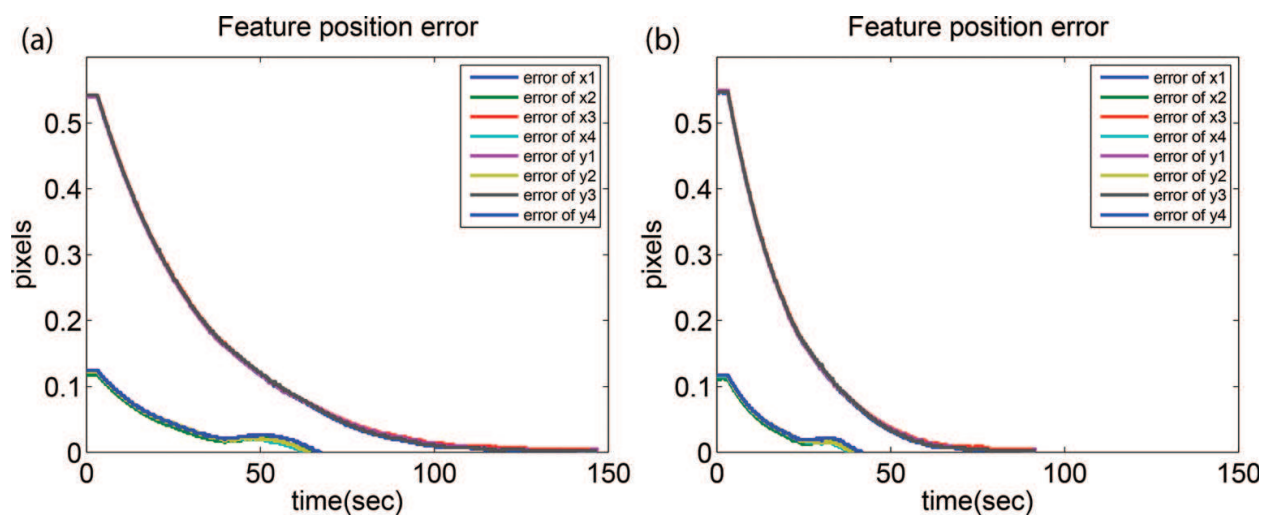 (a)
Feature position error
pixels
0.5
0.4
0.3
0.2
0.1
0
error of x1
error of x2
error of x3
error of x4
error of y1
error of y2
error of y3
error of y4
0 50 100 150
time(sec)
(b)
Feature position error
pixels
0.5
0.4
0.3
0.2
0.1
0
error of x1
error of x2
error of x3
error of x4
error of y1
error of y2
error of y3
error of y4
0 50 100 150
time(sec)